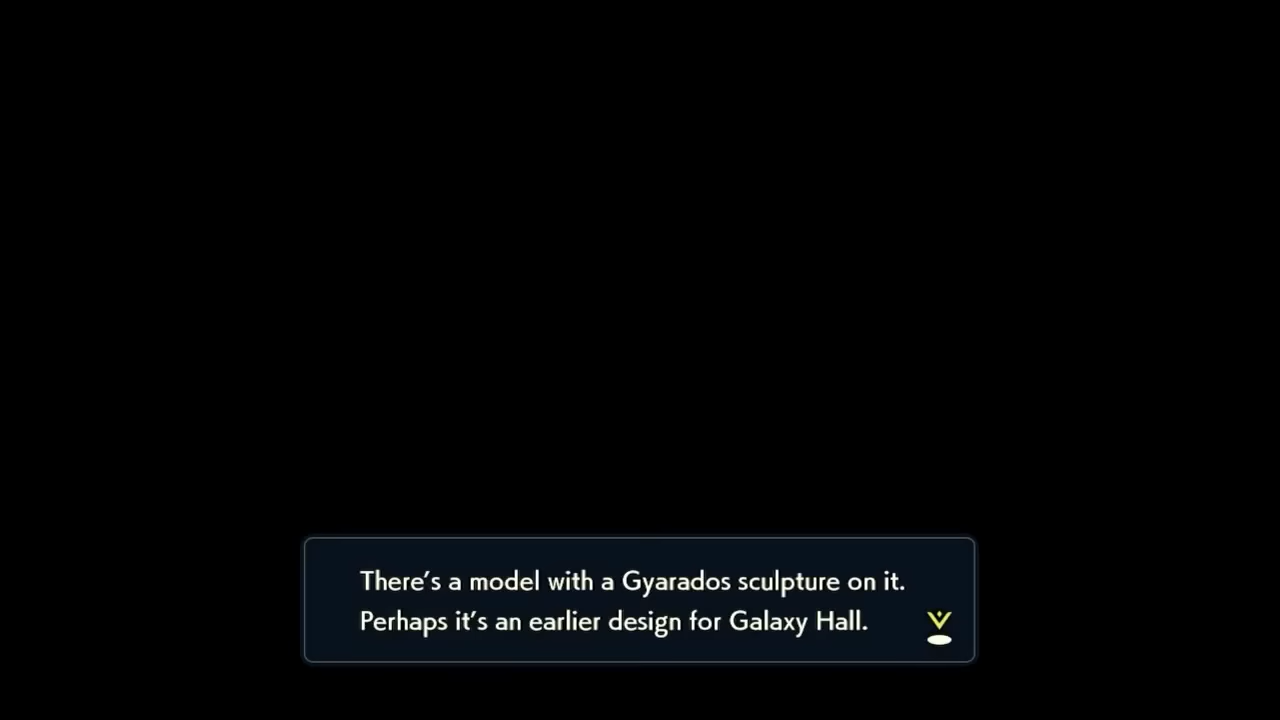 There's a model with a Gyarados sculpture on it.
Perhaps it's an earlier design for Galaxy Hall.